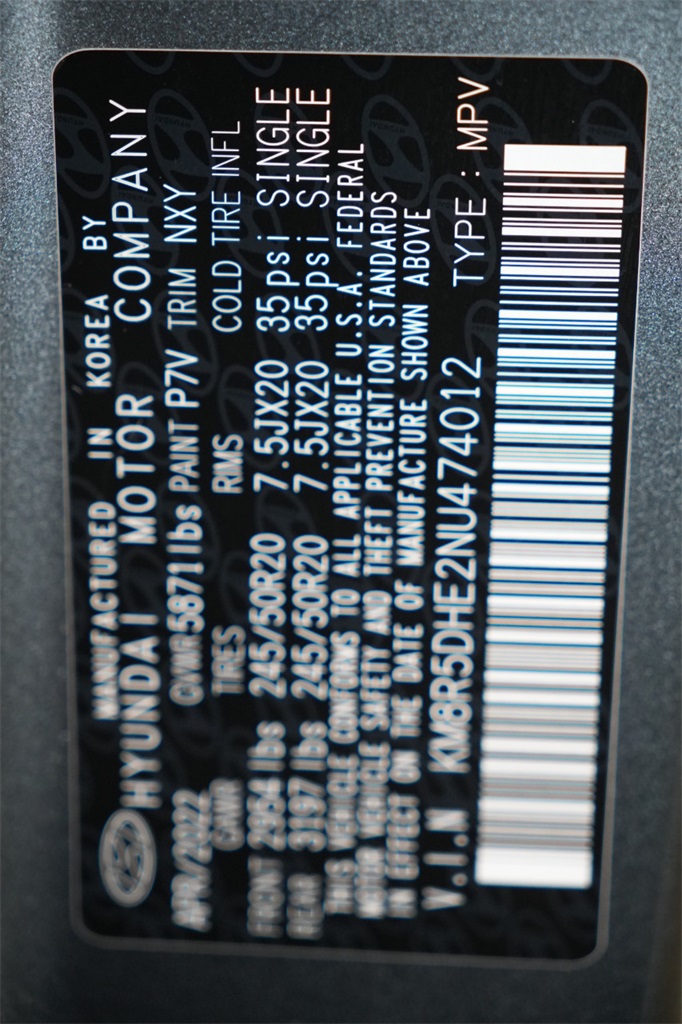 MANUFACTURED IN KOREA BY
HYUNDAI MOTOR COMPANY
APR/2022 GVWR 5871lbs PAINT P7V TRIM NXY
GAWR TIRES RIMS COLD TIRE INFL
FRONT 2954 lbs 245/50R20 7.5JX20 35psi SINGLE
REAR 3197 lbs 245/50R20 7.5JX20 35psi SINGLE
THIS VEHICLE CONFORMS TO ALL APPLICABLE U.S.A. FEDERAL
MOTOR VEHICLE SAFETY AND THEFT PREVENTION STANDARDS
IN EFFECT ON THE DATE OF MANUFACTURE SHOWN ABOVE
V.I.N KM8R5DHE2NU474012 TYPE : MPV